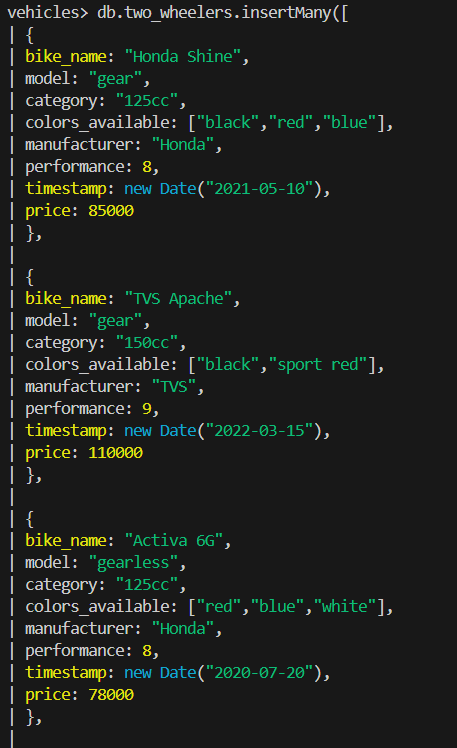 vehicles> db.two_wheelers.insertMany([
| {
| bike_name: "Honda Shine",
| model: "gear",
| category: "125cc",
| colors_available: ["black","red","blue"],
| manufacturer: "Honda",
| performance: 8,
| timestamp: new Date("2021-05-10"),
| price: 85000
| },
|
| {
| bike_name: "TVS Apache",
| model: "gear",
| category: "150cc",
| colors_available: ["black","sport red"],
| manufacturer: "TVS",
| performance: 9,
| timestamp: new Date("2022-03-15"),
| price: 110000
| },
|
| {
| bike_name: "Activa 6G",
| model: "gearless",
| category: "125cc",
| colors_available: ["red","blue","white"],
| manufacturer: "Honda",
| performance: 8,
| timestamp: new Date("2020-07-20"),
| price: 78000
| },
|